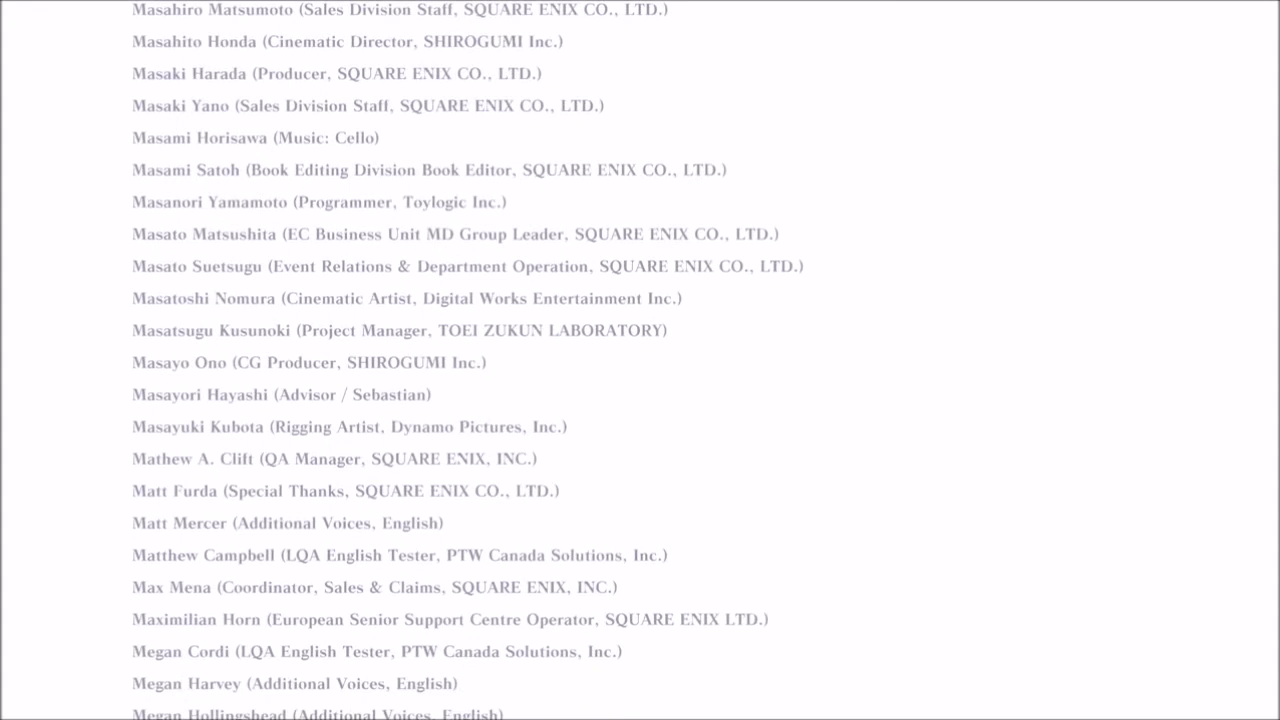 Masahiro Matsumoto (Sales Division Staff, SQUARE ENIX CO., LTD.)
Masahito Honda (Cinematic Director, SHIROGUMI Inc.)
Masaki Harada (Producer, SQUARE ENIX CO., LTD.)
Masaki Yano (Sales Division Staff, SQUARE ENIX CO., LTD.)
Masami Horisawa (Music: Cello)
Masami Satoh (Book Editing Division Book Editor, SQUARE ENIX CO., LTD.)
Masanori Yamamoto (Programmer, Toylogic Inc.)
Masato Matsushita (EC Business Unit MD Group Leader, SQUARE ENIX CO., LTD.)
Masato Suetsugu (Event Relations & Department Operation, SQUARE ENIX CO., LTD.)
Masatoshi Nomura (Cinematic Artist, Digital Works Entertainment Inc.)
Masatsugu Kusunoki (Project Manager, TOEI ZUKUN LABORATORY)
Masayo Ono (CG Producer, SHIROGUMI Inc.)
Masayori Hayashi (Advisor / Sebastian)
Masayuki Kubota (Rigging Artist, Dynamo Pictures, Inc.)
Mathew A. Clift (QA Manager, SQUARE ENIX, INC.)
Matt Furda (Special Thanks, SQUARE ENIX CO., LTD.)
Matt Mercer (Additional Voices, English)
Matthew Campbell (LQA English Tester, PTW Canada Solutions, Inc.)
Max Mena (Coordinator, Sales & Claims, SQUARE ENIX, INC.)
Maximilian Horn (European Senior Support Centre Operator, SQUARE ENIX LTD.)
Megan Cordi (LQA English Tester, PTW Canada Solutions, Inc.)
Megan Harvey (Additional Voices, English)
Megan Hollingshead (Additional Voices, English)